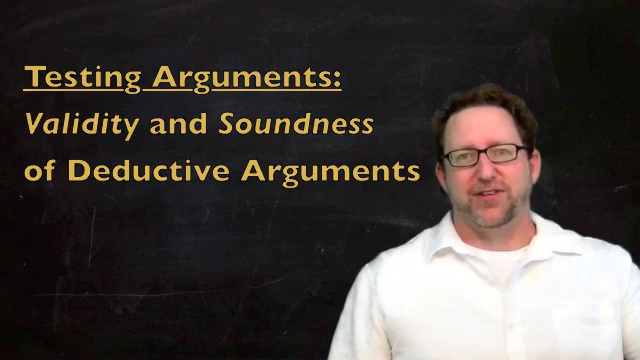 Testing Arguments:
Validity and Soundness
of Deductive Arguments